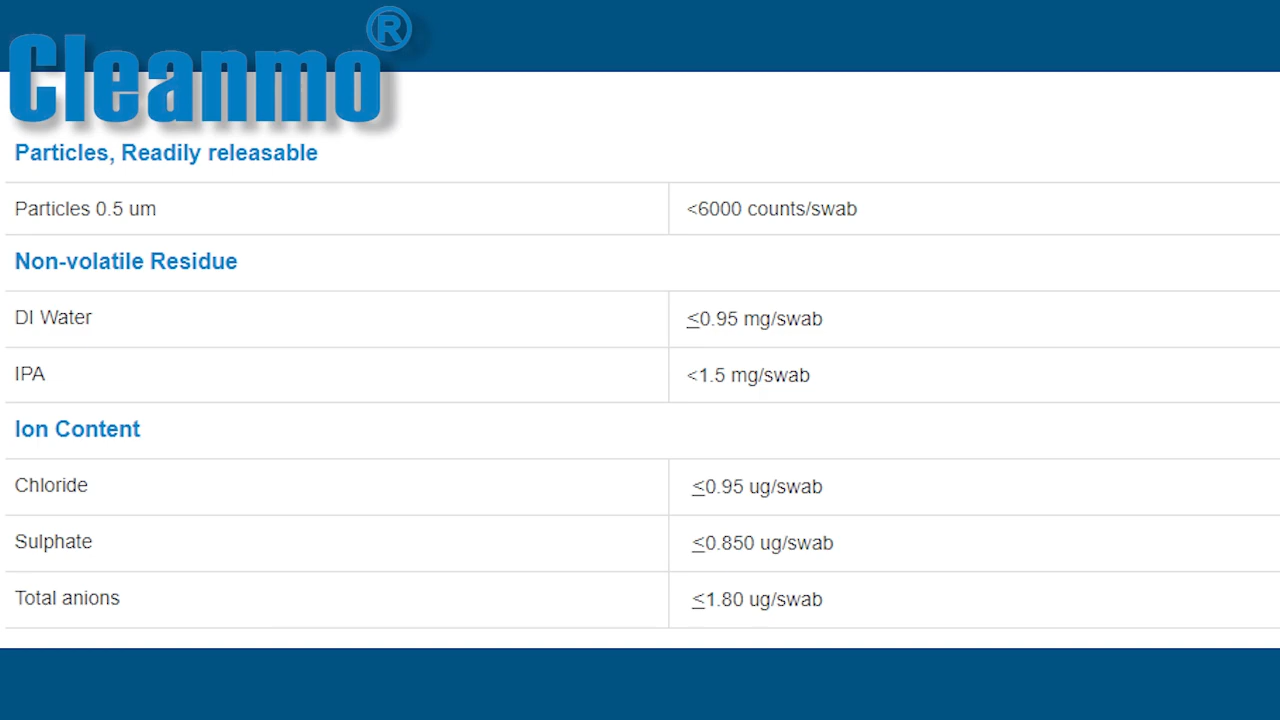 Cleanmo®
Particles, Readily releasable
Particles 0.5 um <6000 counts/swab
Non-volatile Residue
DI Water ≤0.95 mg/swab
IPA <1.5 mg/swab
Ion Content
Chloride ≤0.95 ug/swab
Sulphate ≤0.850 ug/swab
Total anions ≤1.80 ug/swab